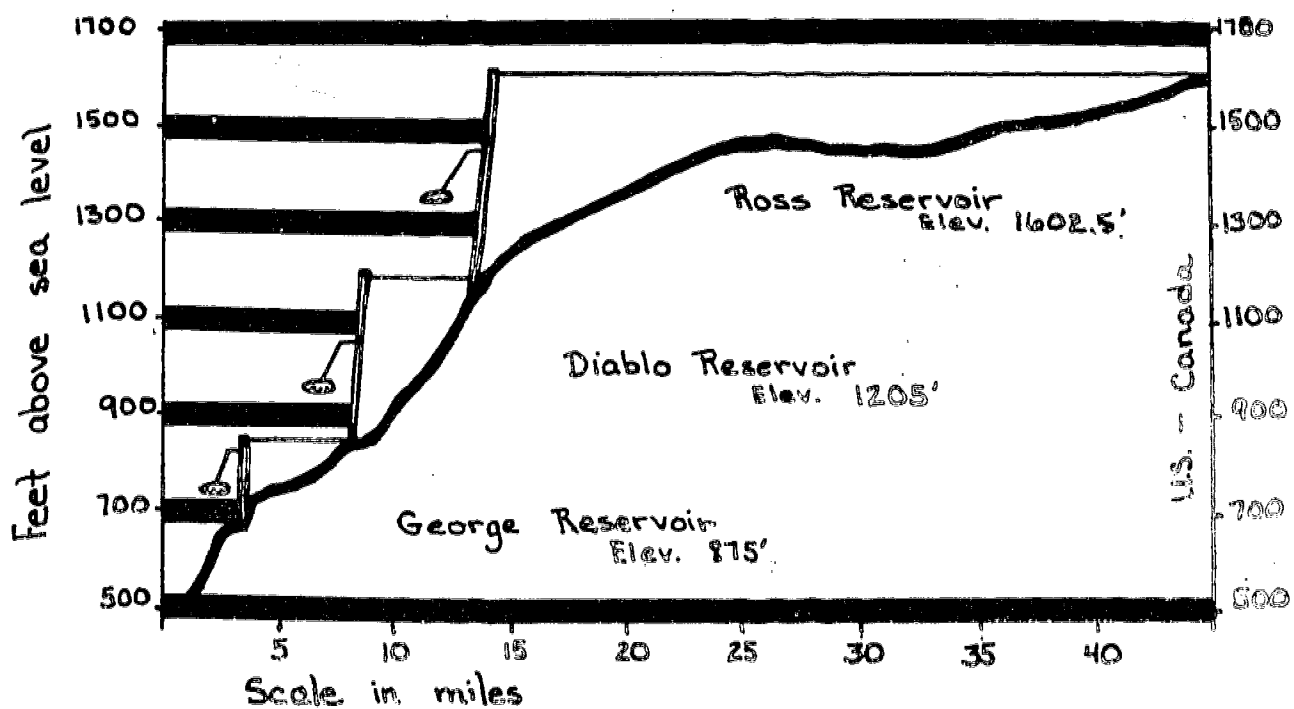 1700
1500
1300
1100
900
700
500
Feet above sea level
Ross Reservoir
Elev. 1602.5'
Diablo Reservoir
Elev. 1205'
George Reservoir
Elev. 875'
U.S. - Canada
1700
1500
1300
1100
900
700
500
5 10 15 20 25 30 35 40
Scale in miles